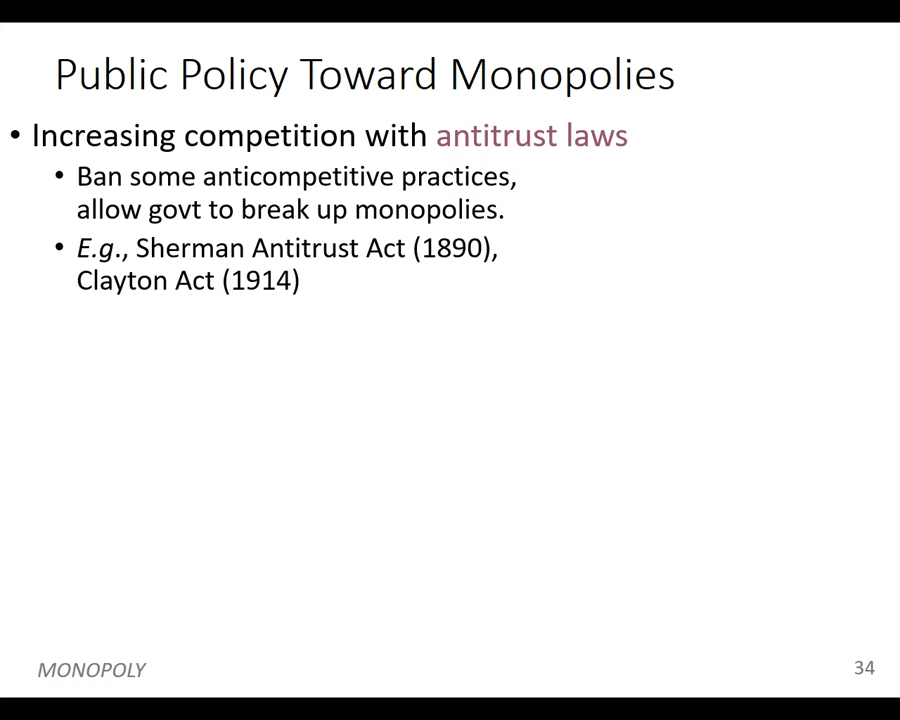 Public Policy Toward Monopolies
• Increasing competition with antitrust laws
• Ban some anticompetitive practices,
allow govt to break up monopolies.
• E.g., Sherman Antitrust Act (1890),
Clayton Act (1914)
MONOPOLY
34